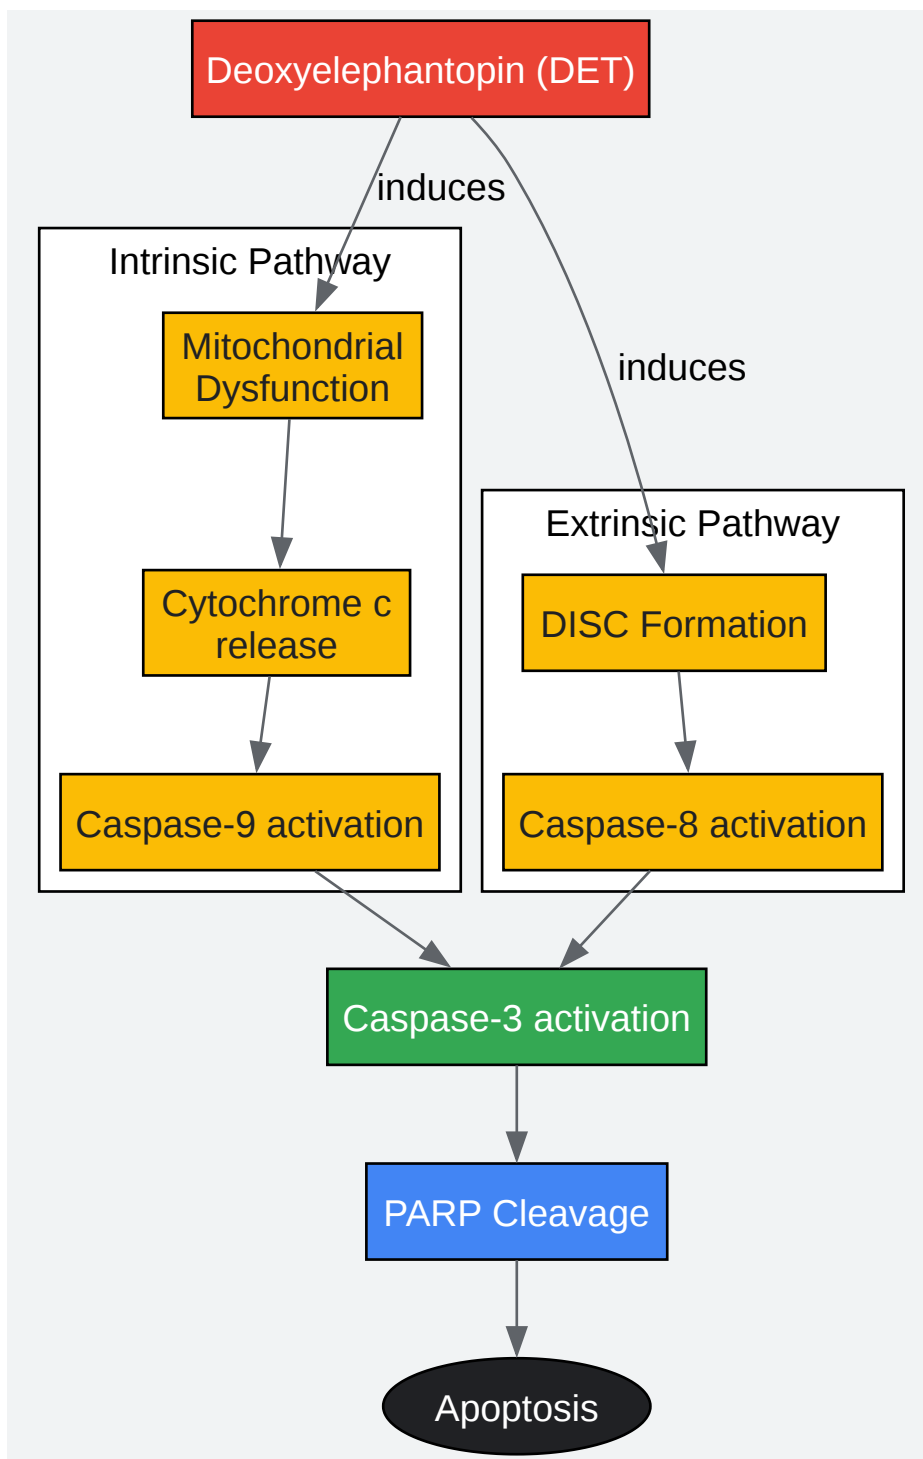 Deoxyelephantopin (DET)
induces
Intrinsic Pathway
Mitochondrial
Dysfunction
induces
Extrinsic Pathway
Cytochrome c
release
DISC Formation
Caspase-9 activation
Caspase-8 activation
Caspase-3 activation
PARP Cleavage
Apoptosis